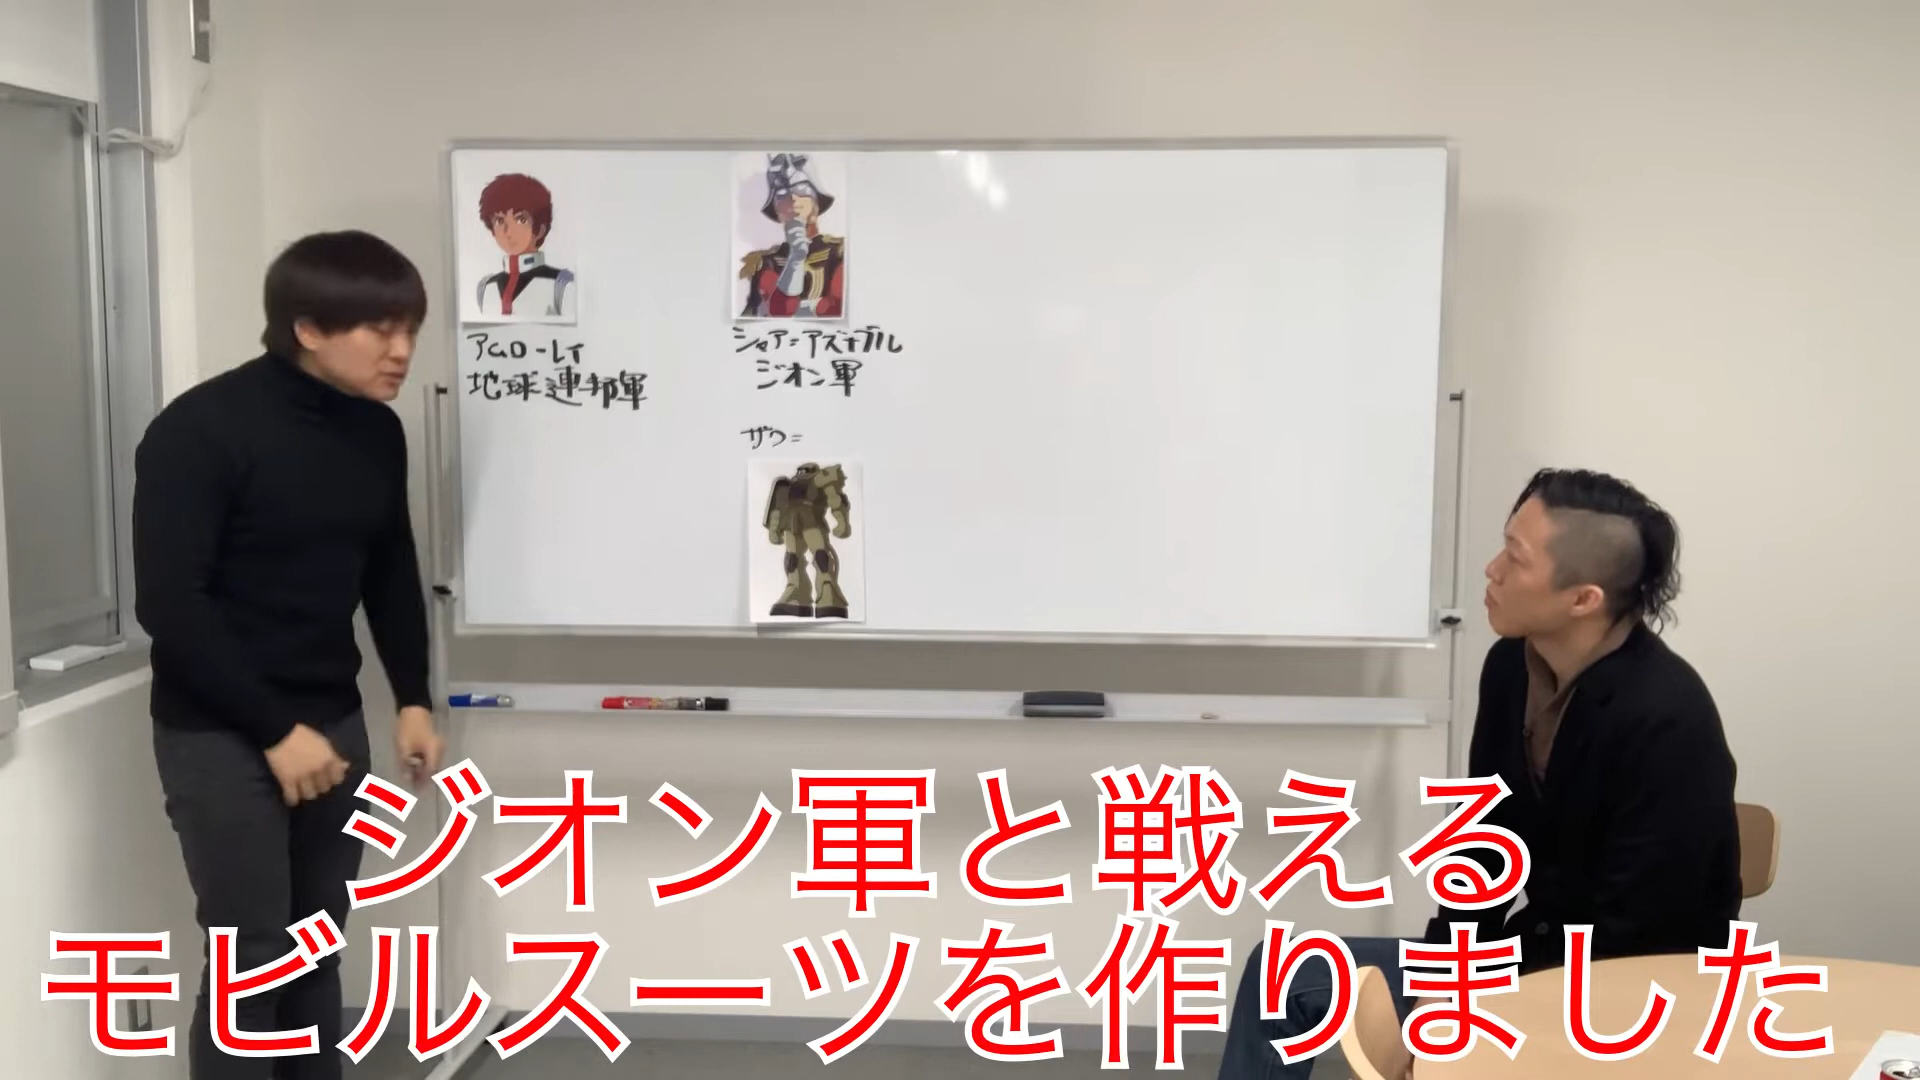 アムロ-レイ
地球連邦軍
シャア=アズナブル
ジオン軍
ザク=
ジオン軍と戦える
モビルスーツを作りました